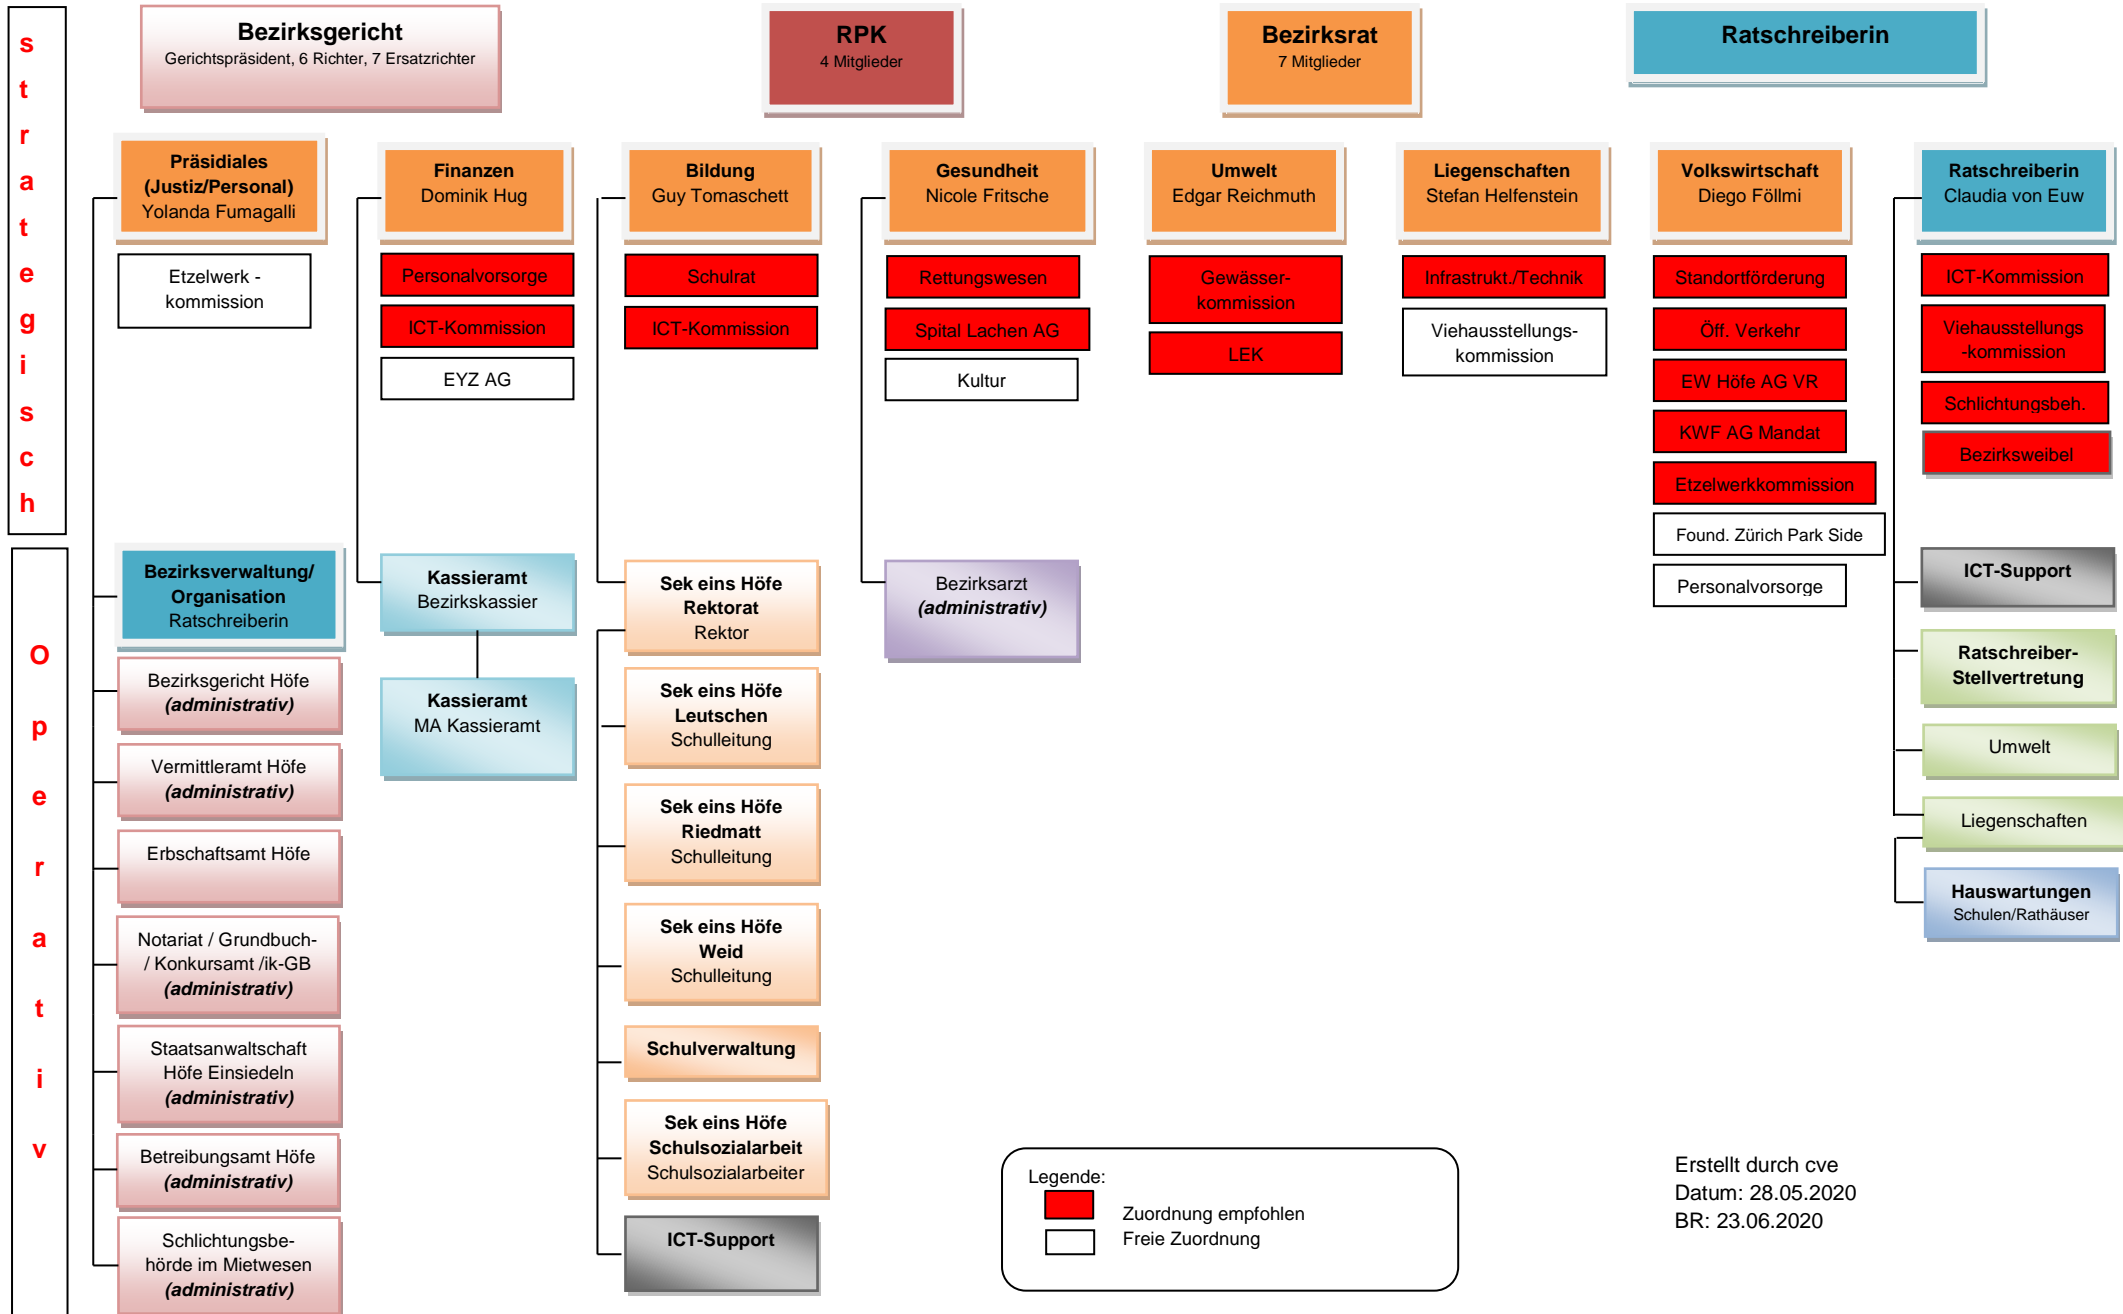 strategisch
Bezirksgericht
Gerichtspräsident, 6 Richter, 7 Ersatzrichter
RPK
4 Mitglieder
Bezirksrat
7 Mitglieder
Ratschreiberin
Präsidiales
(Justiz/Personal)
Yolanda Fumagalli
Etzelwerk -
kommission
Finanzen
Dominik Hug
Personalvorsorge
ICT-Kommission
EYZ AG
Bildung
Guy Tomaschett
Schulrat
ICT-Kommission
Gesundheit
Nicole Fritsche
Rettungswesen
Spital Lachen AG
Kultur
Umwelt
Edgar Reichmuth
Gewässer-
kommission
LEK
Liegenschaften
Stefan Helfenstein
Infrastrukt./Technik
Viehausstellungs-
kommission
Volkswirtschaft
Diego Föllmi
Standortförderung
Öff. Verkehr
EW Höfe AG VR
KWF AG Mandat
Etzelwerkkommission
Found. Zürich Park Side
Personalvorsorge
Ratschreiberin
Claudia von Euw
ICT-Kommission
Viehausstellungs
-kommission
Schlichtungsbeh.
Bezirksweibel
Operativ
Bezirksverwaltung/
Organisation
Ratschreiberin
Bezirksgericht Höfe
(administrativ)
Vermittleramt Höfe
(administrativ)
Erbschaftsamt Höfe
Notariat / Grundbuch-
/ Konkursamt /ik-GB
(administrativ)
Staatsanwaltschaft
Höfe Einsiedeln
(administrativ)
Betreibungsamt Höfe
(administrativ)
Schlichtungsbe-
hörde im Mietwesen
(administrativ)
Kassieramt
Bezirkskassier
Kassieramt
MA Kassieramt
Sek eins Höfe
Rektorat
Rektor
Sek eins Höfe
Leutschen
Schulleitung
Sek eins Höfe
Riedmatt
Schulleitung
Sek eins Höfe
Weid
Schulleitung
Schulverwaltung
Sek eins Höfe
Schulsozialarbeit
Schulsozialarbeiter
ICT-Support
Bezirksarzt
(administrativ)
ICT-Support
Ratschreiber-
Stellvertretung
Umwelt
Liegenschaften
Hauswartungen
Schulen/Rathäuser
Legende:
Zuordnung empfohlen
Freie Zuordnung
Erstellt durch cve
Datum: 28.05.2020
BR: 23.06.2020